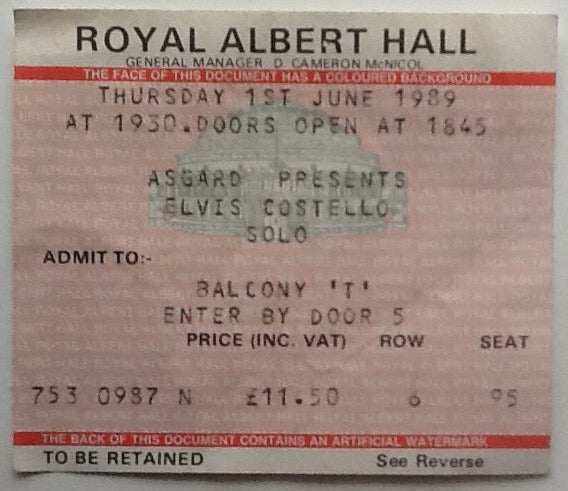 ROYAL ALBERT HALL
GENERAL MANAGER D. CAMERON McNICOL
THE FACE OF THIS DOCUMENT HAS A COLOURED BACKGROUND
THURSDAY 1ST JUNE 1989
AT 1930.DOORS OPEN AT 1845
ASGARD PRESENTS
ELVIS COSTELLO
SOLO
ADMIT TO:-
BALCONY 'T'
ENTER BY DOOR 5
PRICE (INC. VAT) ROW SEAT
753 0987 N £11.50 6 95
THE BACK OF THIS DOCUMENT CONTAINS AN ARTIFICIAL WATERMARK
TO BE RETAINED See Reverse